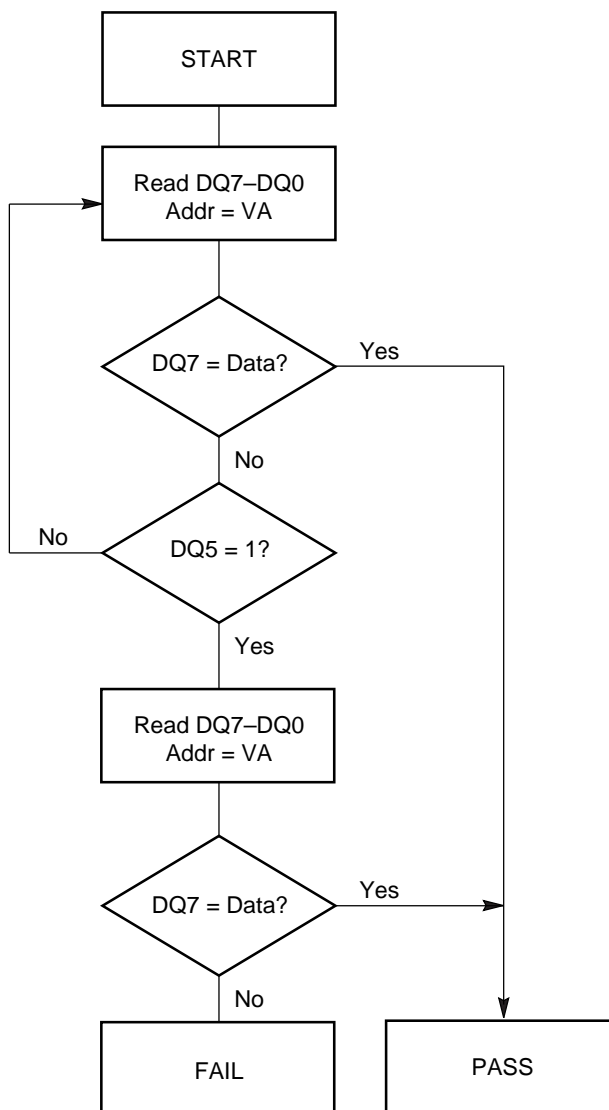 START
Read DQ7–DQ0
Addr = VA
DQ7 = Data?
Yes
No
No
DQ5 = 1?
Yes
Read DQ7–DQ0
Addr = VA
DQ7 = Data?
Yes
No
FAIL
PASS